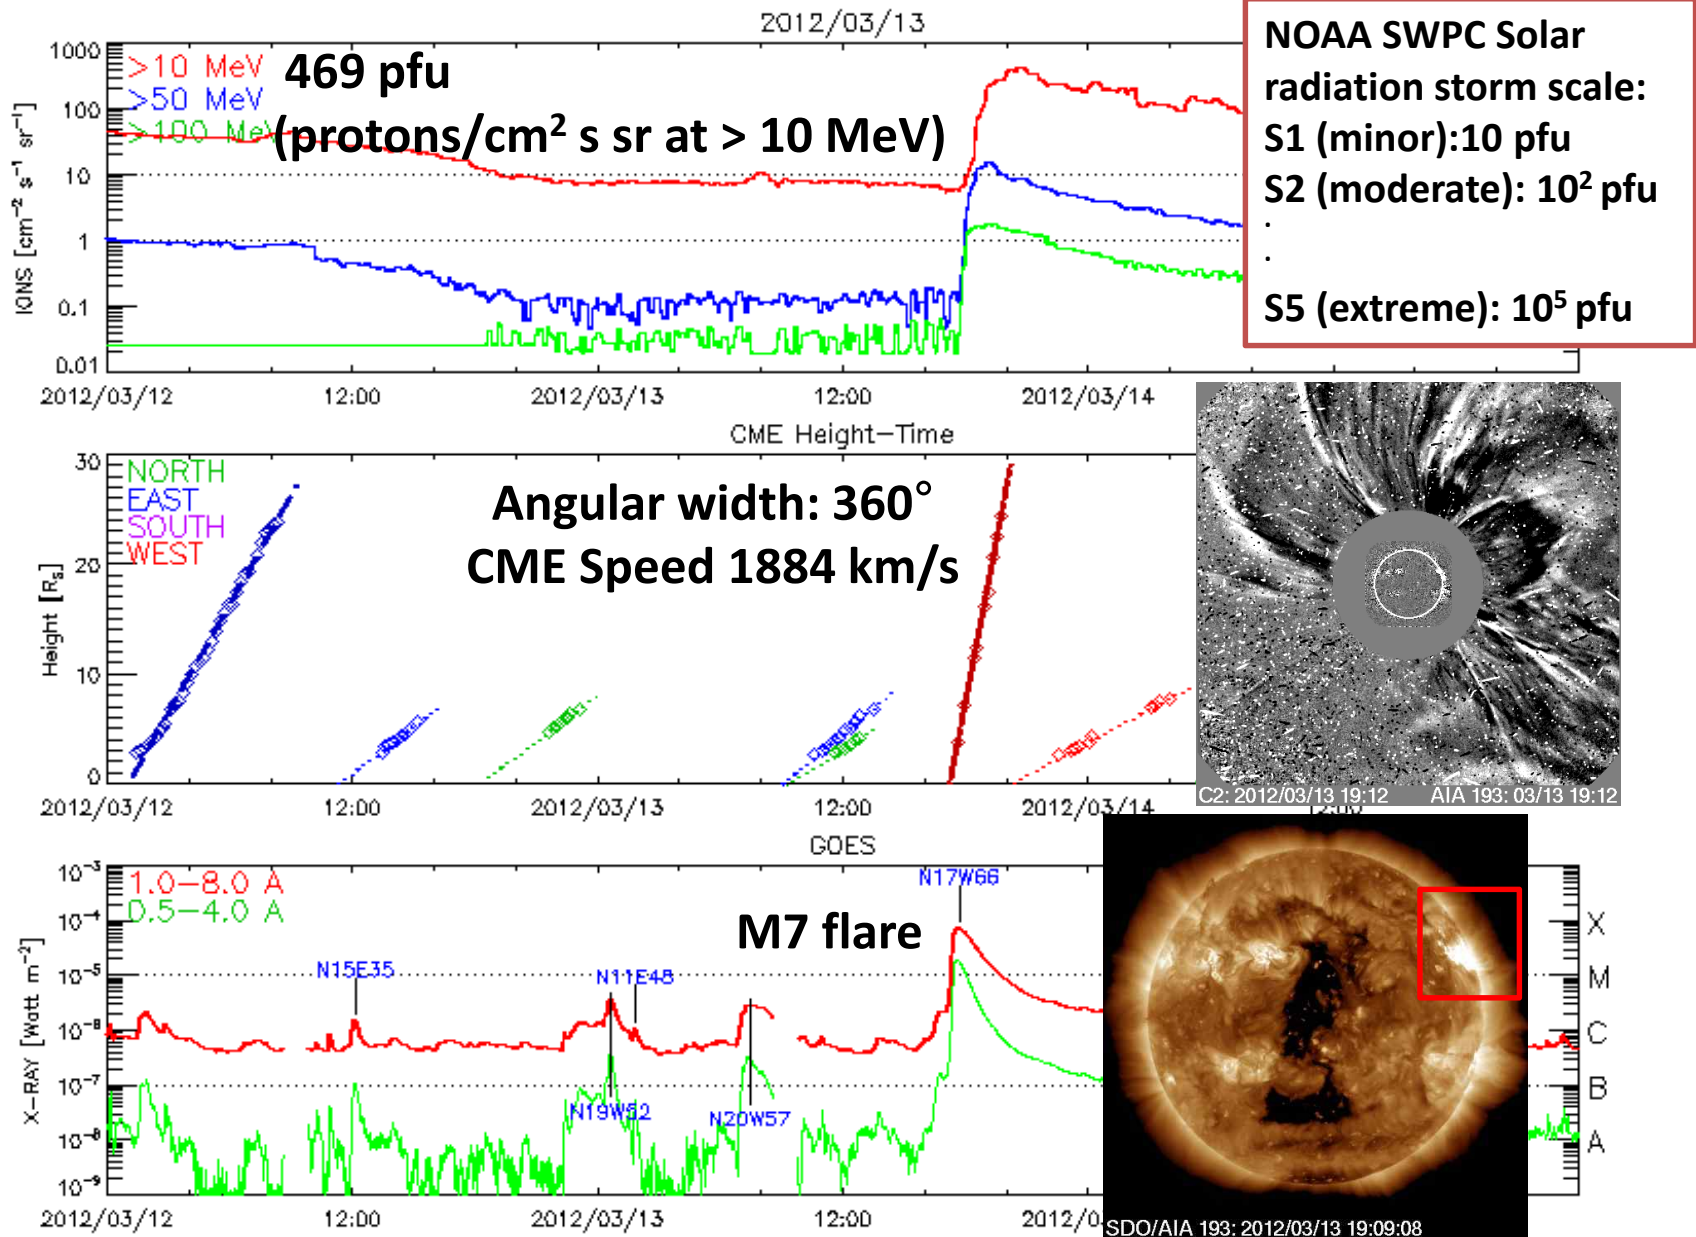 2012/03/13
1000
100
10
1
0.1
0.01
IONS [cm⁻² s⁻¹ sr⁻¹]
>10 MeV
>50 MeV
>100 MeV
469 pfu
(protons/cm² s sr at > 10 MeV)
NOAA SWPC Solar
radiation storm scale:
S1 (minor):10 pfu
S2 (moderate): 10² pfu
.
.
S5 (extreme): 10⁵ pfu
2012/03/12
12:00
2012/03/13
12:00
2012/03/14
CME Height-Time
30
20
10
0
Height [Rs]
NORTH
EAST
SOUTH
WEST
Angular width: 360°
CME Speed 1884 km/s
C2: 2012/03/13 19:12
AIA 193: 03/13 19:12
2012/03/12
12:00
2012/03/13
12:00
2012/03/14
12:00
GOES
10⁻³
10⁻⁴
10⁻⁵
10⁻⁶
10⁻⁷
10⁻⁸
10⁻⁹
X-RAY [Watt m⁻²]
1.0-8.0 A
0.5-4.0 A
M7 flare
N15E35
N11E48
N17W66
N19W52
N20W57
X
M
C
B
A
2012/03/12
12:00
2012/03/13
12:00
2012/0
SDO/AIA 193: 2012/03/13 19:09:08